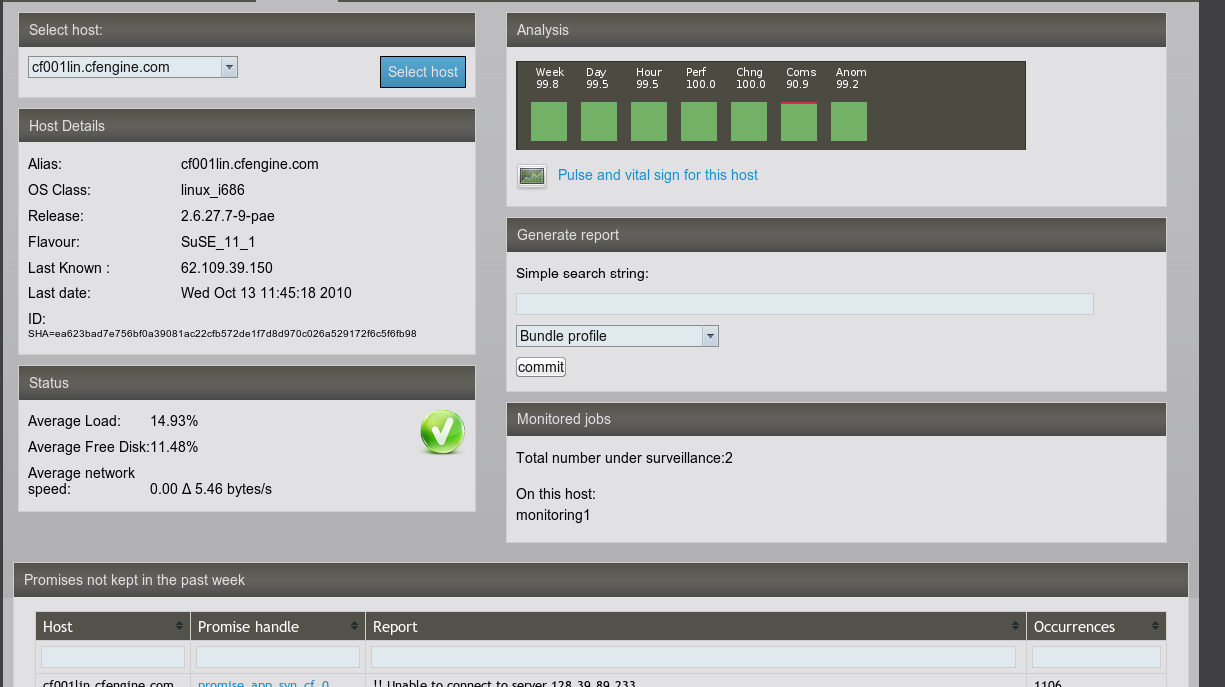 Select host:
cf001lin.cfengine.com
Select host
Host Details
Alias: cf001lin.cfengine.com
OS Class: linux_i686
Release: 2.6.27.7-9-pae
Flavour: SuSE_11_1
Last Known : 62.109.39.150
Last date: Wed Oct 13 11:45:18 2010
ID:
SHA=ea623bad7e756bf0a39081ac22cfb572de1f7d8d970c026a529172f6c5f6fb98
Status
Average Load: 14.93%
Average Free Disk:11.48%
Average network
speed: 0.00 Δ 5.46 bytes/s
Analysis
Week Day Hour Perf Chng Coms Anom
99.8 99.5 99.5 100.0 100.0 90.9 99.2
Pulse and vital sign for this host
Generate report
Simple search string:
Bundle profile
commit
Monitored jobs
Total number under surveillance:2
On this host:
monitoring1
Promises not kept in the past week
Host Promise handle Report Occurrences
cf001lin.cfengine.com promise_app_syn_cf_0 !! Unable to connect to server 128.39.89.233 1106